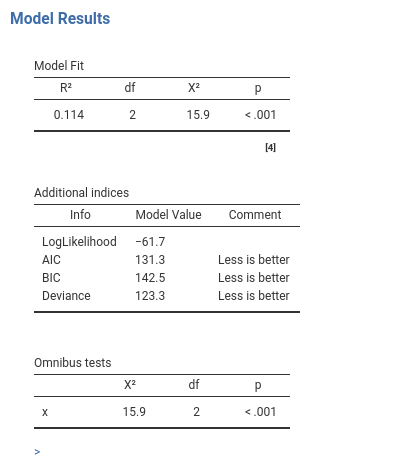 Model Results
Model Fit
R² df X² p
0.114 2 15.9 < .001
[4]
Additional indices
Info Model Value Comment
LogLikelihood −61.7
AIC 131.3 Less is better
BIC 142.5 Less is better
Deviance 123.3 Less is better
Omnibus tests
X² df p
x 15.9 2 < .001
>